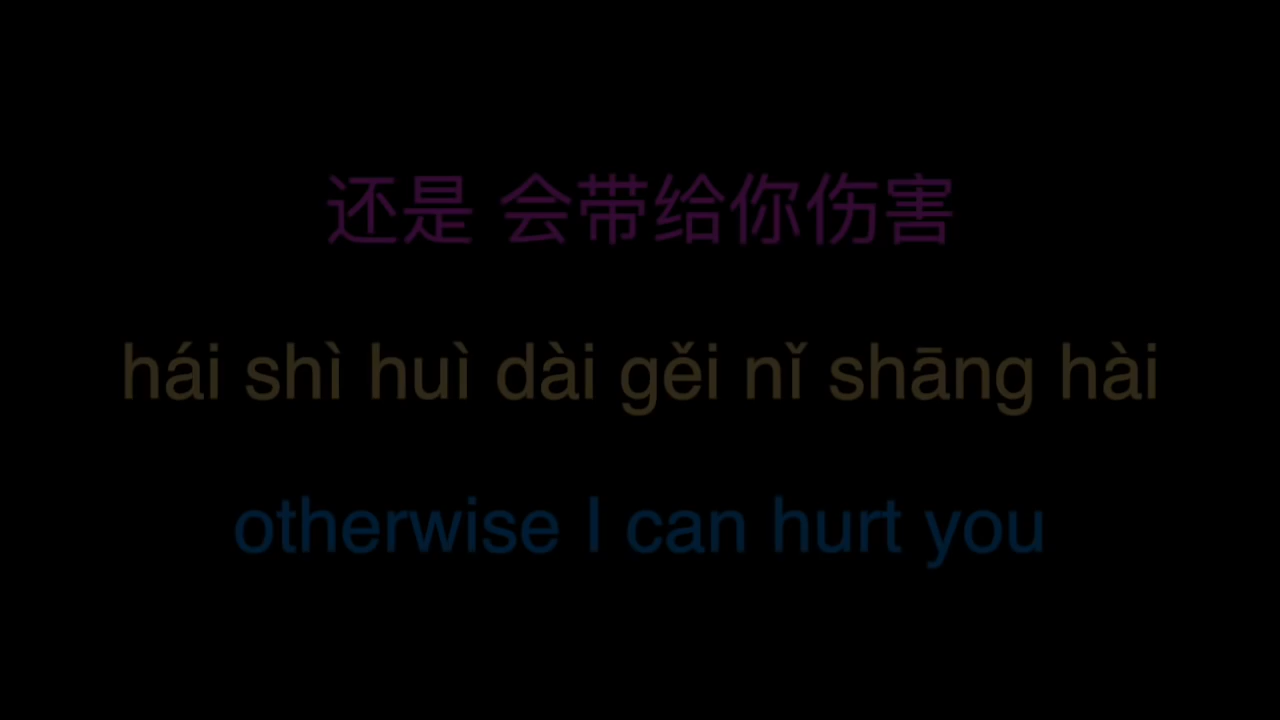 还是 会带给你伤害
hái shì huì dài gěi nǐ shāng hài
otherwise I can hurt you